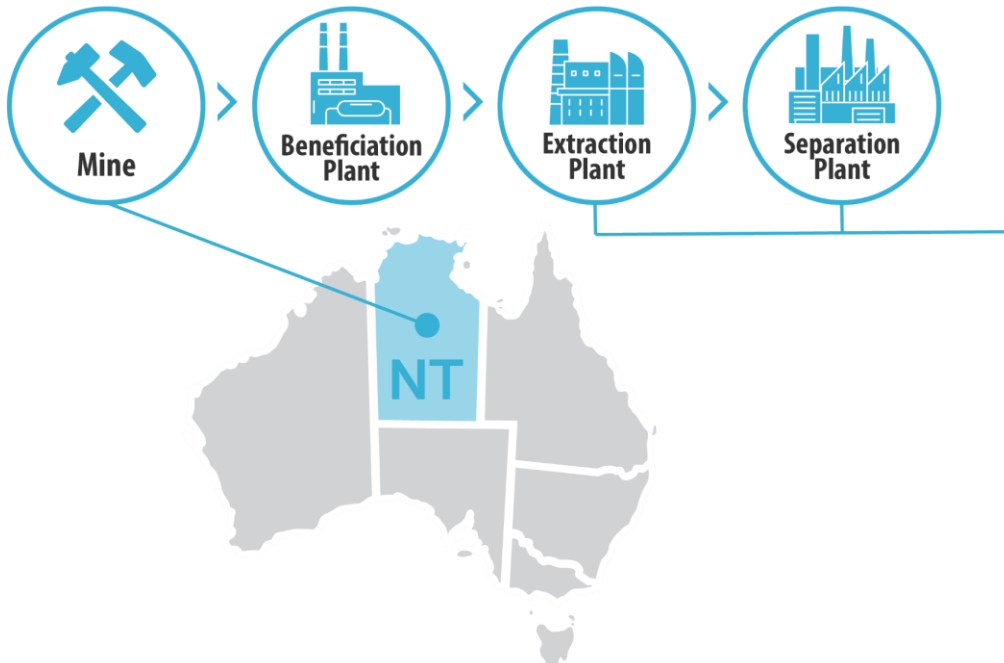 Mine
Beneficiation
Plant
Extraction
Plant
Separation
Plant
NT